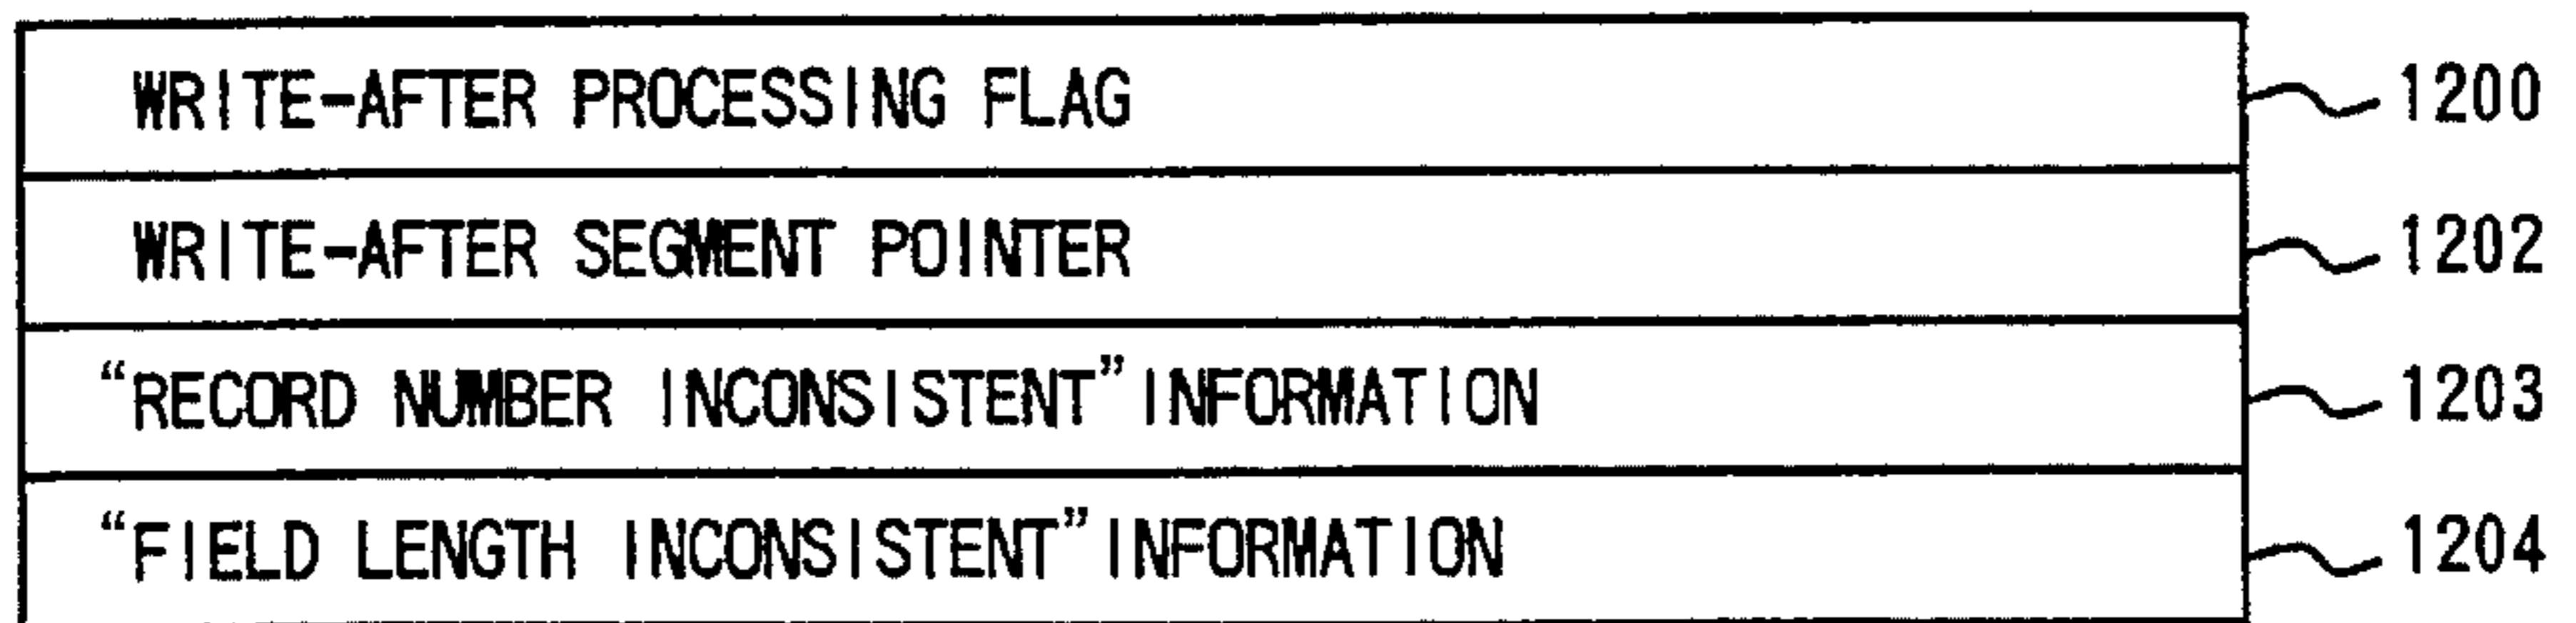 WRITE-AFTER PROCESSING FLAG 1200
WRITE-AFTER SEGMENT POINTER 1202
“RECORD NUMBER INCONSISTENT” INFORMATION 1203
“FIELD LENGTH INCONSISTENT” INFORMATION 1204